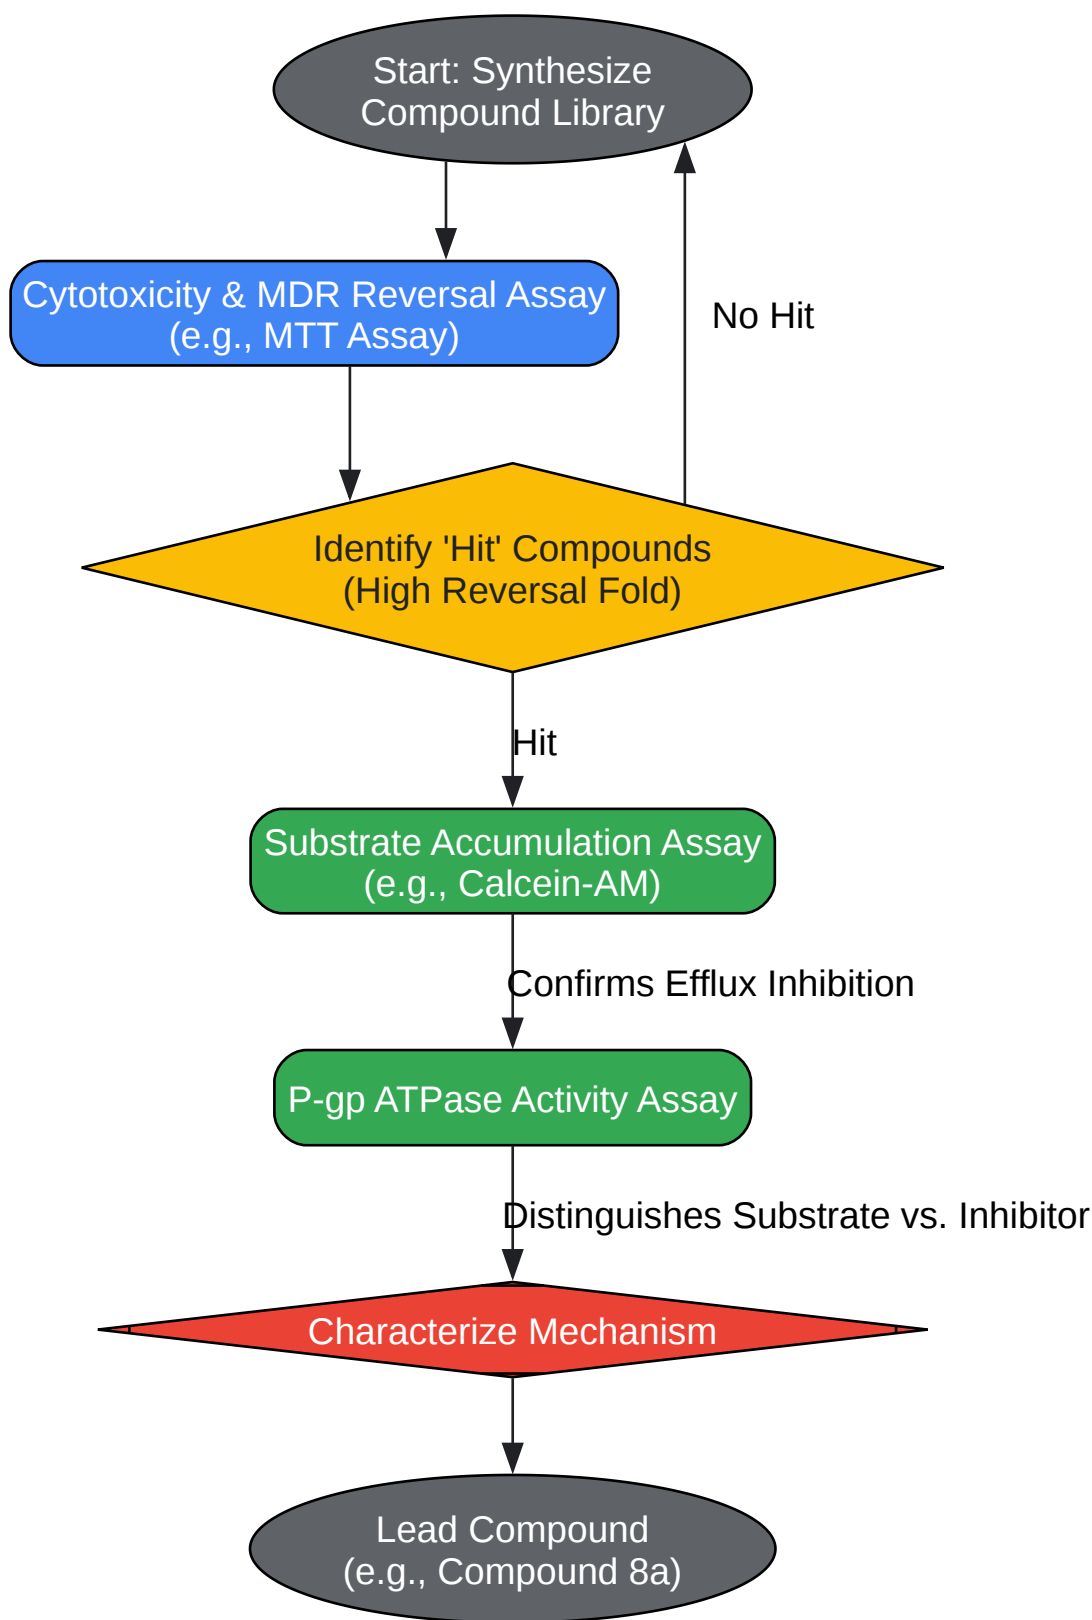 Start: Synthesize
Compound Library
Cytotoxicity & MDR Reversal Assay
(e.g., MTT Assay)
No Hit
Identify 'Hit' Compounds
(High Reversal Fold)
Hit
Substrate Accumulation Assay
(e.g., Calcein-AM)
Confirms Efflux Inhibition
P-gp ATPase Activity Assay
Distinguishes Substrate vs. Inhibitor
Characterize Mechanism
Lead Compound
(e.g., Compound 8a)